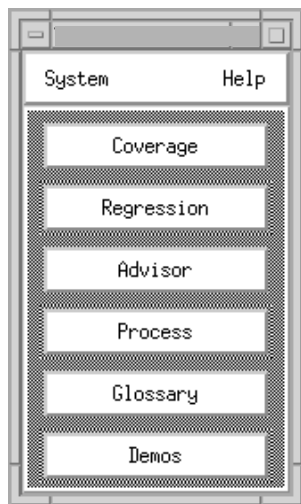 System Help
Coverage
Regression
Advisor
Process
Glossary
Demos